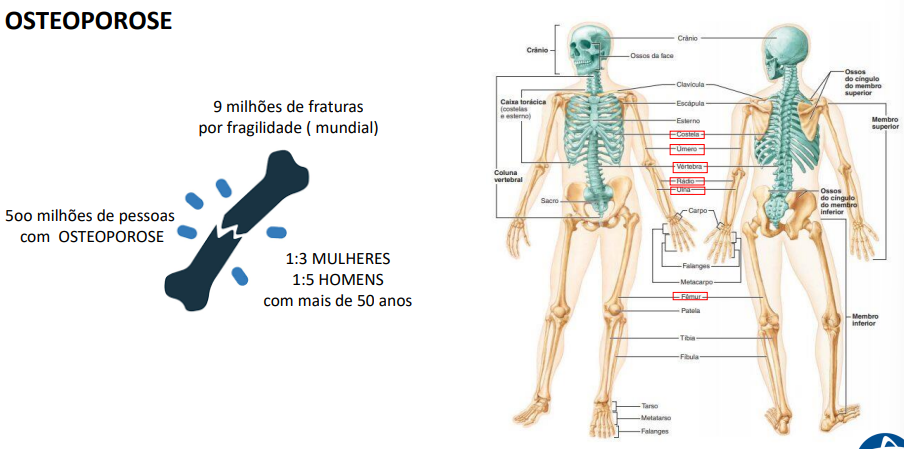 OSTEOPOROSE
9 milhões de fraturas
por fragilidade ( mundial)
5oo milhões de pessoas
com OSTEOPOROSE
1:3 MULHERES
1:5 HOMENS
com mais de 50 anos
Crânio
Crânio
Ossos da face
Clavícula
Caixa torácica
(costelas
e esterno)
Escápula
Esterno
Costela
Úmero
Vértebra
Coluna
vertebral
Rádio
Ulna
Sacro
Carpo
Falanges
Metacarpo
Fêmur
Patela
Tíbia
Fíbula
Tarso
Metatarso
Falanges
Ossos
do cíngulo
do membro
superior
Membro
superior
Ossos
do cíngulo
do membro
inferior
Membro
inferior